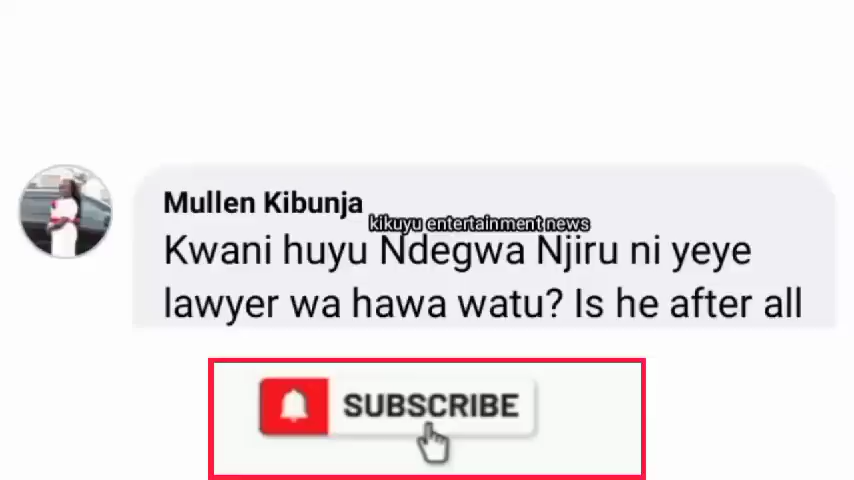 Mullen Kibunja
kikuyu entertainment news
Kwani huyu Ndegwa Njiru ni yeye
lawyer wa hawa watu? Is he after all
SUBSCRIBE